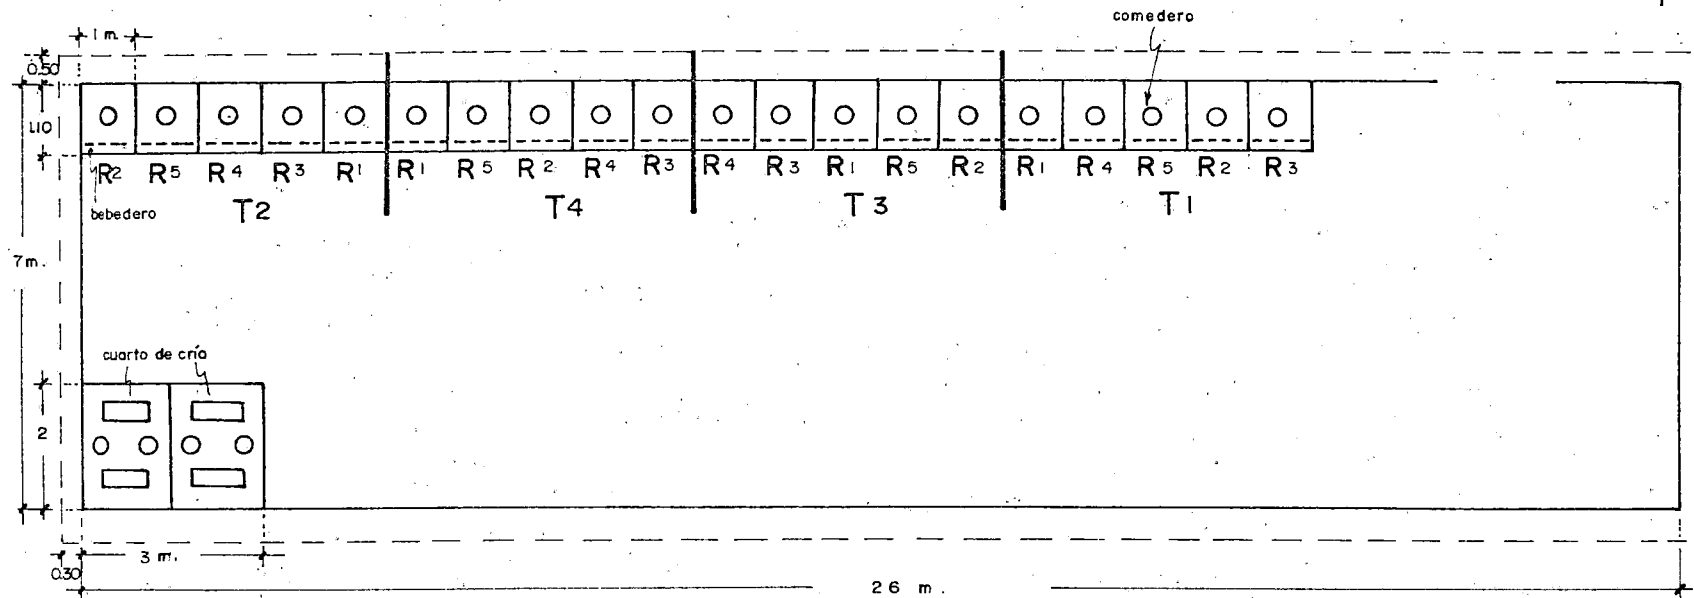 comedero
1 m.
0.50
1.10
R2 R5 R4 R3 R1 R1 R5 R2 R4 R3 R4 R3 R1 R5 R2 R1 R4 R5 R2 R3
T2 T4 T3 T1
bebedero
7 m.
cuarto de cría
2
3 m.
0.30
26 m.